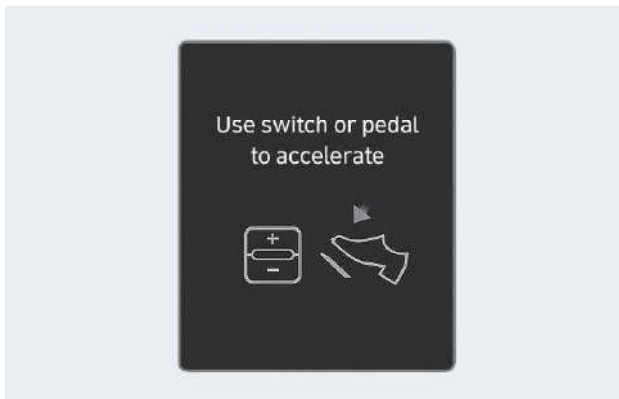 Use switch or pedal
to accelerate
+
-